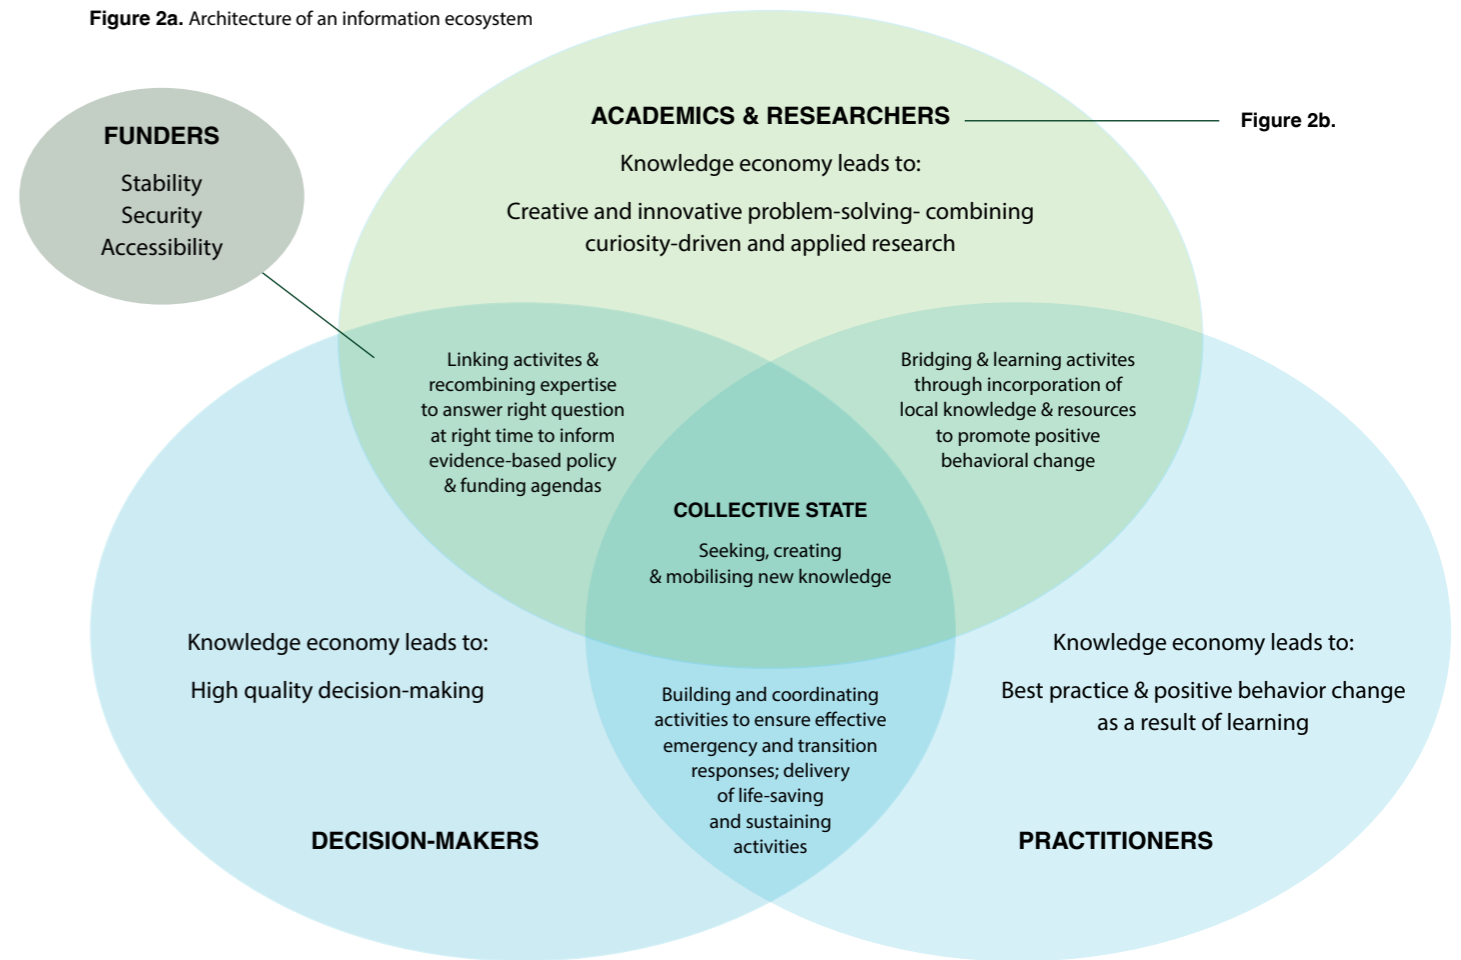 Figure 2a. Architecture of an information ecosystem
FUNDERS
Stability
Security
Accessibility
ACADEMICS & RESEARCHERS
Figure 2b.
Knowledge economy leads to:
Creative and innovative problem-solving- combining
curiosity-driven and applied research
Linking activites &
recombining expertise
to answer right question
at right time to inform
evidence-based policy
& funding agendas
Bridging & learning activites
through incorporation of
local knowledge & resources
to promote positive
behavioral change
COLLECTIVE STATE
Seeking, creating
& mobilising new knowledge
Knowledge economy leads to:
High quality decision-making
DECISION-MAKERS
Building and coordinating
activities to ensure effective
emergency and transition
responses; delivery
of life-saving
and sustaining
activities
Knowledge economy leads to:
Best practice & positive behavior change
as a result of learning
PRACTITIONERS